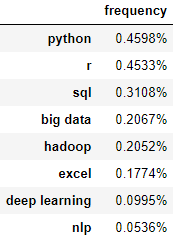 frequency
python 0.4598%
r 0.4533%
sql 0.3108%
big data 0.2067%
hadoop 0.2052%
excel 0.1774%
deep learning 0.0995%
nlp 0.0536%